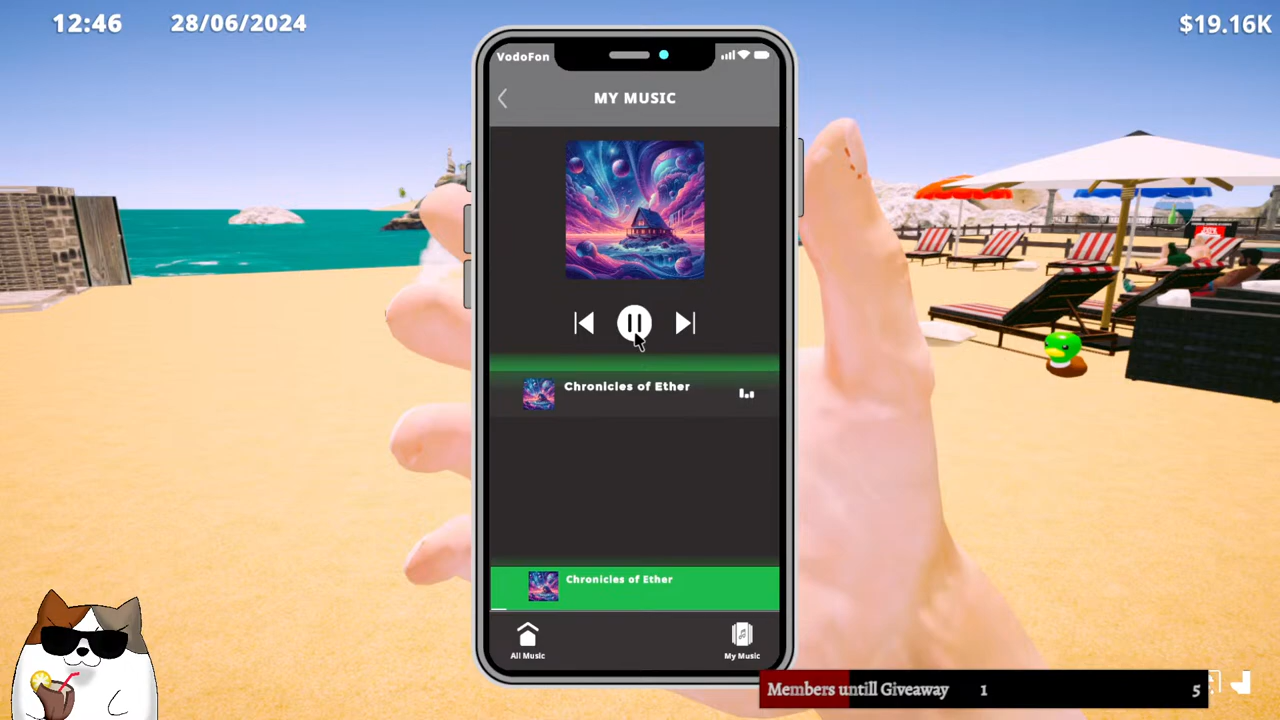 12:46 28/06/2024 $19.16K
VodoFon
MY MUSIC
Chronicles of Ether
Chronicles of Ether
All Music My Music
Members untill Giveaway 1 5